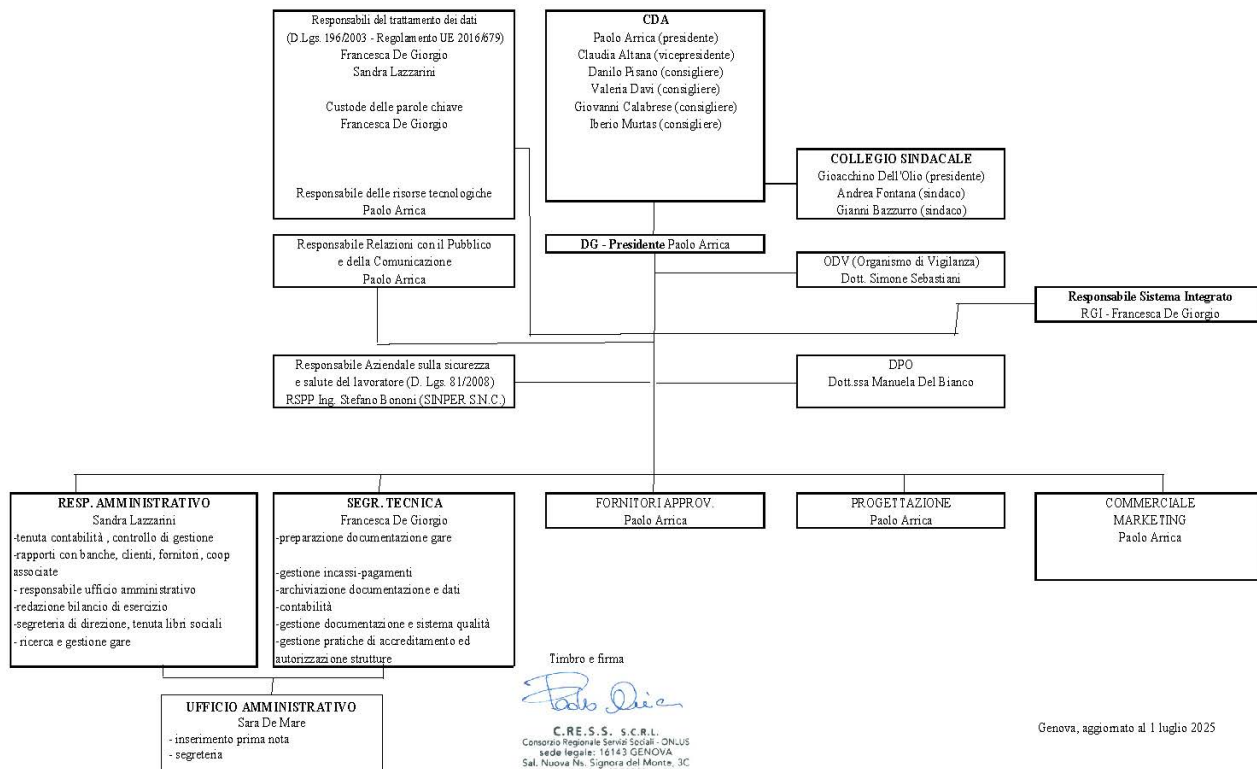 Responsabili del trattamento dei dati
(D.Lgs. 196/2003 - Regolamento UE 2016/679)
Francesca De Giorgio
Sandra Lazzarini
Custode delle parole chiave
Francesca De Giorgio
Responsabile delle risorse tecnologiche
Paolo Arrica
CDA
Paolo Arrica (presidente)
Claudia Altana (vicepresidente)
Danilo Pisano (consigliere)
Valeria Davi (consigliere)
Giovanni Calabrese (consigliere)
Iberio Murtas (consigliere)
COLLEGIO SINDACALE
Gioacchino Dell'Olio (presidente)
Andrea Fontana (sindaco)
Gianni Bazzurro (sindaco)
Responsabile Relazioni con il Pubblico
e della Comunicazione
Paolo Arrica
DG - Presidente Paolo Arrica
ODV (Organismo di Vigilanza)
Dott. Simone Sebastiani
Responsabile Sistema Integrato
RGI - Francesca De Giorgio
Responsabile Aziendale sulla sicurezza
e salute del lavoratore (D. Lgs. 81/2008)
RSPP Ing. Stefano Bononi (SINPER S.N.C.)
DPO
Dott.ssa Manuela Del Bianco
RESP. AMMINISTRATIVO
Sandra Lazzarini
-tenuta contabilità , controllo di gestione
-rapporti con banche, clienti, fornitori, coop
associate
- responsabile ufficio amministrativo
-redazione bilancio di esercizio
-segreteria di direzione, tenuta libri sociali
- ricerca e gestione gare
SEGR. TECNICA
Francesca De Giorgio
-preparazione documentazione gare
-gestione incassi-pagamenti
-archiviazione documentazione e dati
-contabilità
-gestione documentazione e sistema qualità
-gestione pratiche di accreditamento ed
autorizzazione strutture
FORNITORI APPROV.
Paolo Arrica
PROGETTAZIONE
Paolo Arrica
COMMERCIALE
MARKETING
Paolo Arrica
UFFICIO AMMINISTRATIVO
Sara De Mare
- inserimento prima nota
- segreteria
Timbro e firma
C.RE.S.S. S.C.R.L.
Consorzio Regionale Servizi Sociali - ONLUS
sede legale: 16143 GENOVA
Sal. Nuova Ns. Signora del Monte, 3C
Genova, aggiornato al 1 luglio 2025